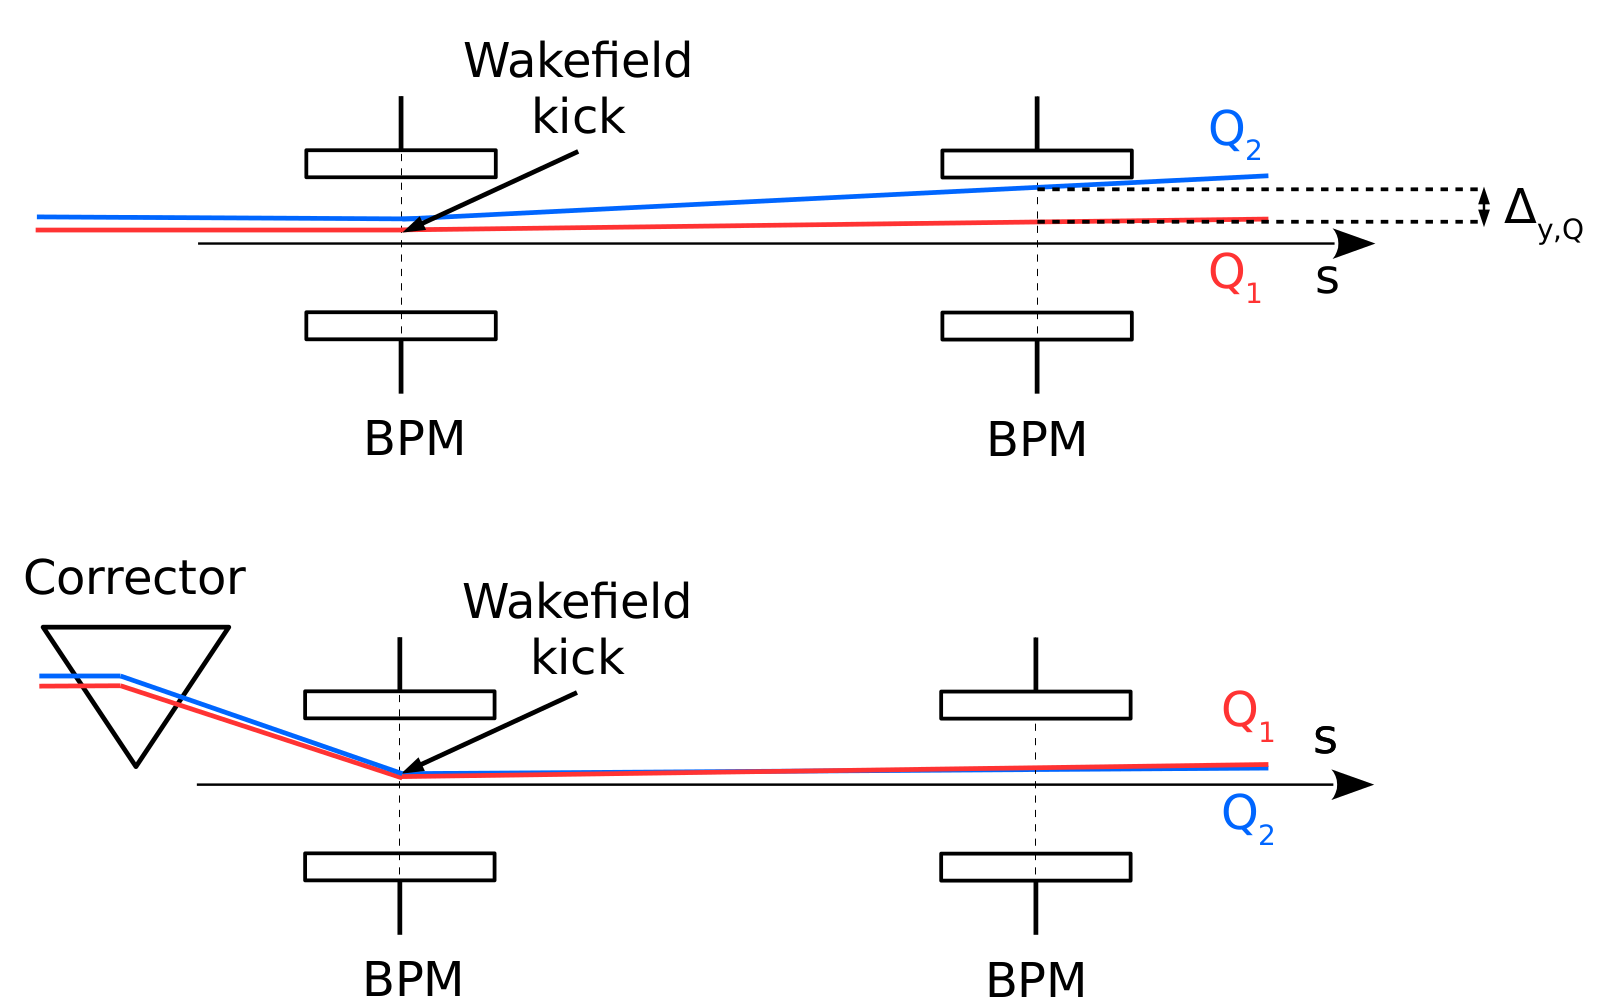 Wakefield
kick
Q2
Δy,Q
Q1
s
BPM
BPM
Corrector
Wakefield
kick
Q1
s
Q2
BPM
BPM